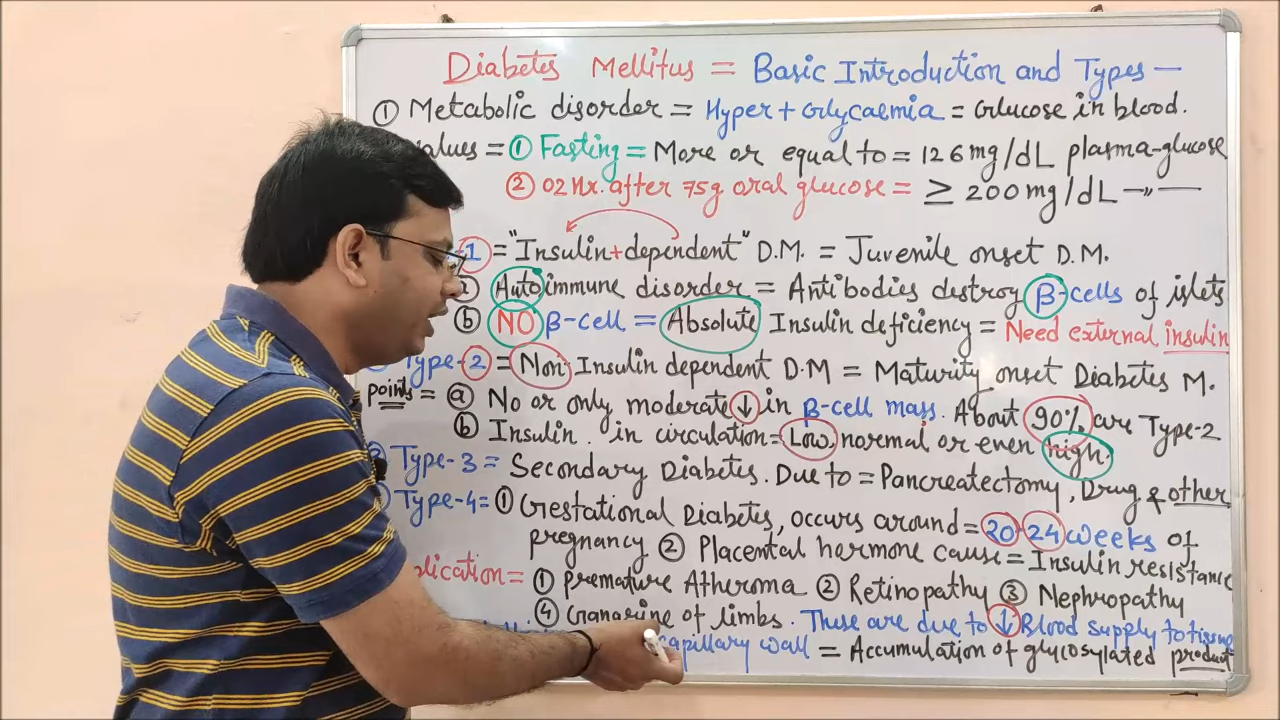 Diabetes Mellitus = Basic Introduction and Types —
① Metabolic disorder = Hyper + Glycaemia = Glucose in blood.
values = ① Fasting = More or equal to = 126 mg/dL plasma-glucose
② 02 Hr. after 75g oral glucose = ≥ 200 mg/dL —"—
-1 = "Insulin+dependent" D.M. = Juvenile onset D.M.
ⓐ Autoimmune disorder = Antibodies destroy β-cells of islets
ⓑ NO β-cell = Absolute Insulin deficiency = Need external insulin
Type-2 = Non Insulin dependent D.M = Maturity onset Diabetes M.
points = ⓐ No or only moderate ↓ in β-cell mass. About 90% are Type-2
ⓑ Insulin. in circulation = Low, normal or even high.
Type-3 = Secondary Diabetes. Due to = Pancreatectomy, Drug & other
Type-4 = ① Gestational Diabetes, occurs around = 20-24 weeks of
pregnancy ② Placental hormone cause = Insulin resistance
plication = ① premature Atheroma ② Retinopathy ③ Nephropathy
④ Gangrine of limbs. These are due to ↓ Blood supply to tissue
capillary wall = Accumulation of glycosylated product